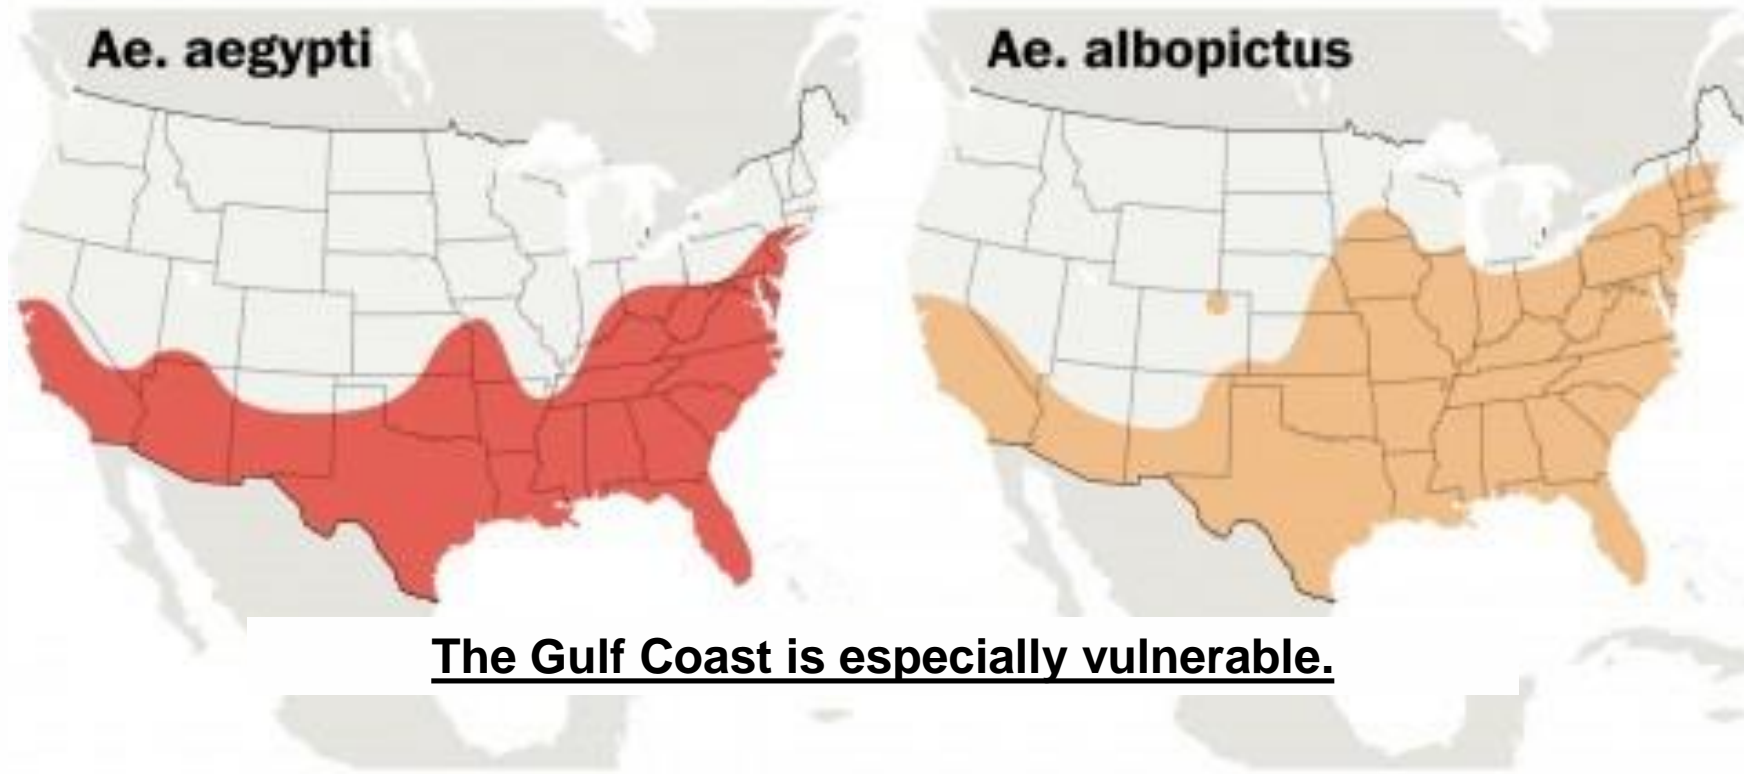 Ae. aegypti
Ae. albopictus
The Gulf Coast is especially vulnerable.